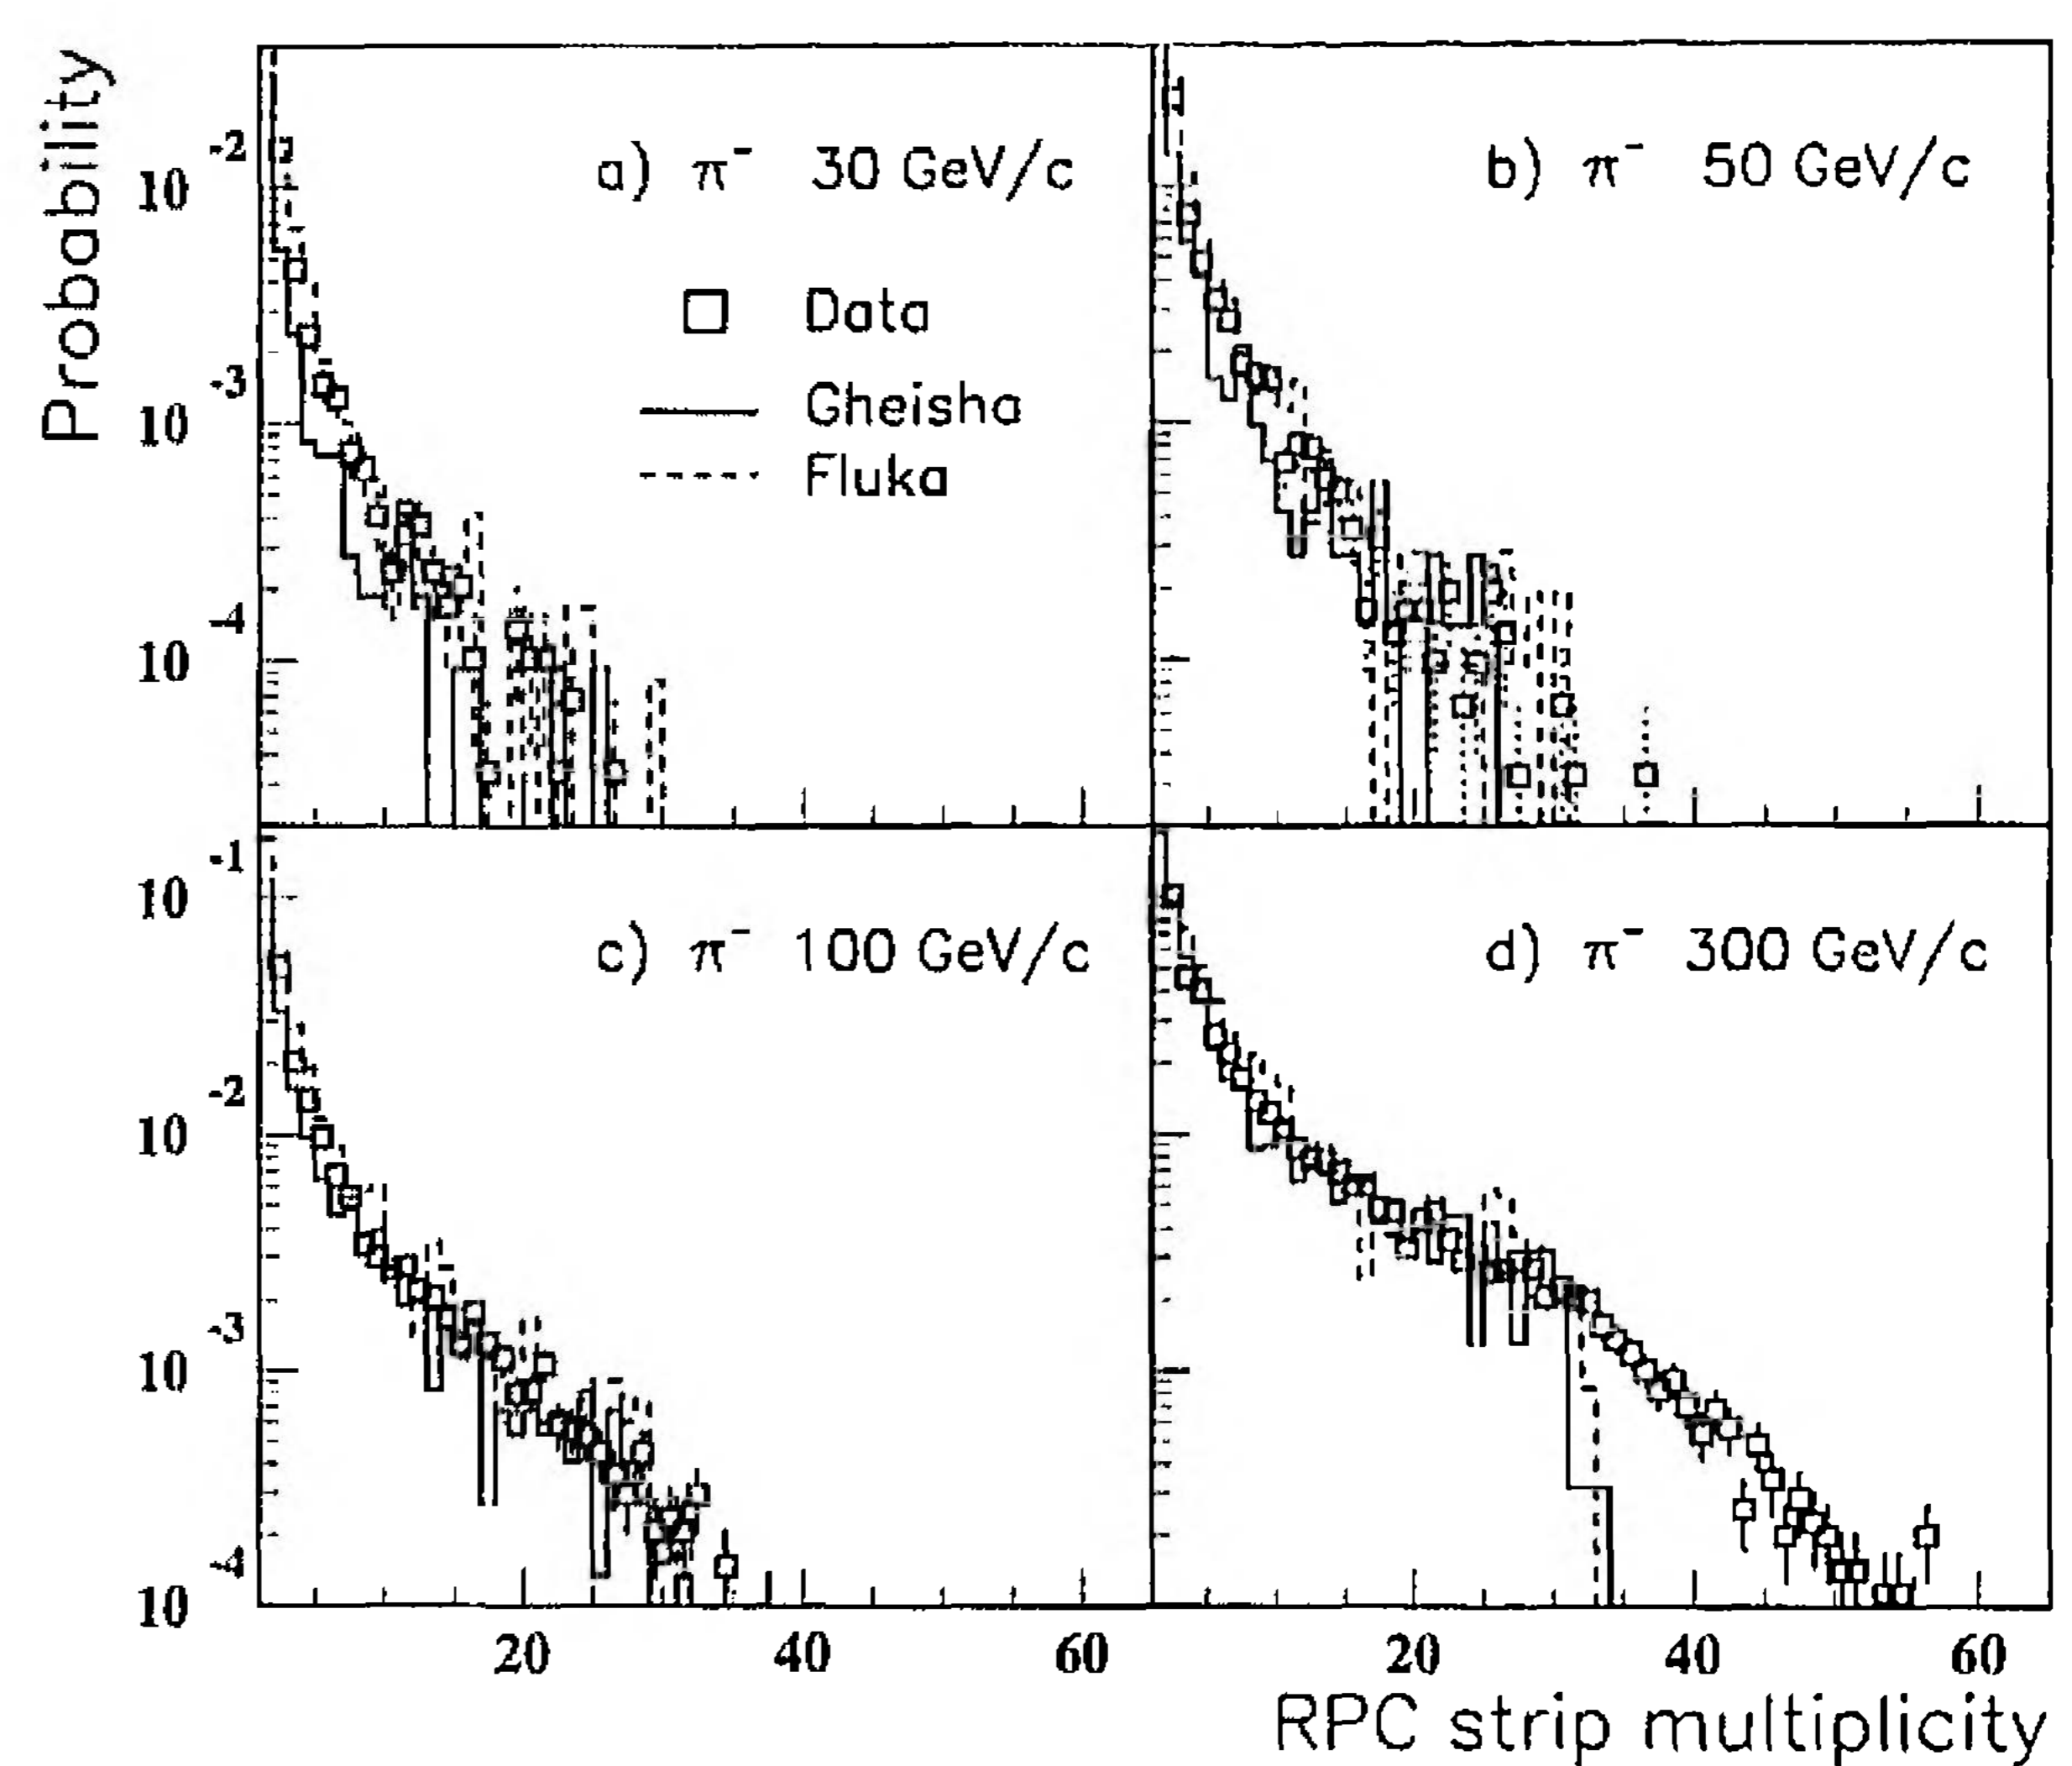 Probability
10^-2
10^-3
10^-4
a) π⁻ 30 GeV/c
Data
Gheisha
Fluka
b) π⁻ 50 GeV/c
10^-1
10^-2
10^-3
10^-4
c) π⁻ 100 GeV/c
d) π⁻ 300 GeV/c
20 40 60 20 40 60
RPC strip multiplicity